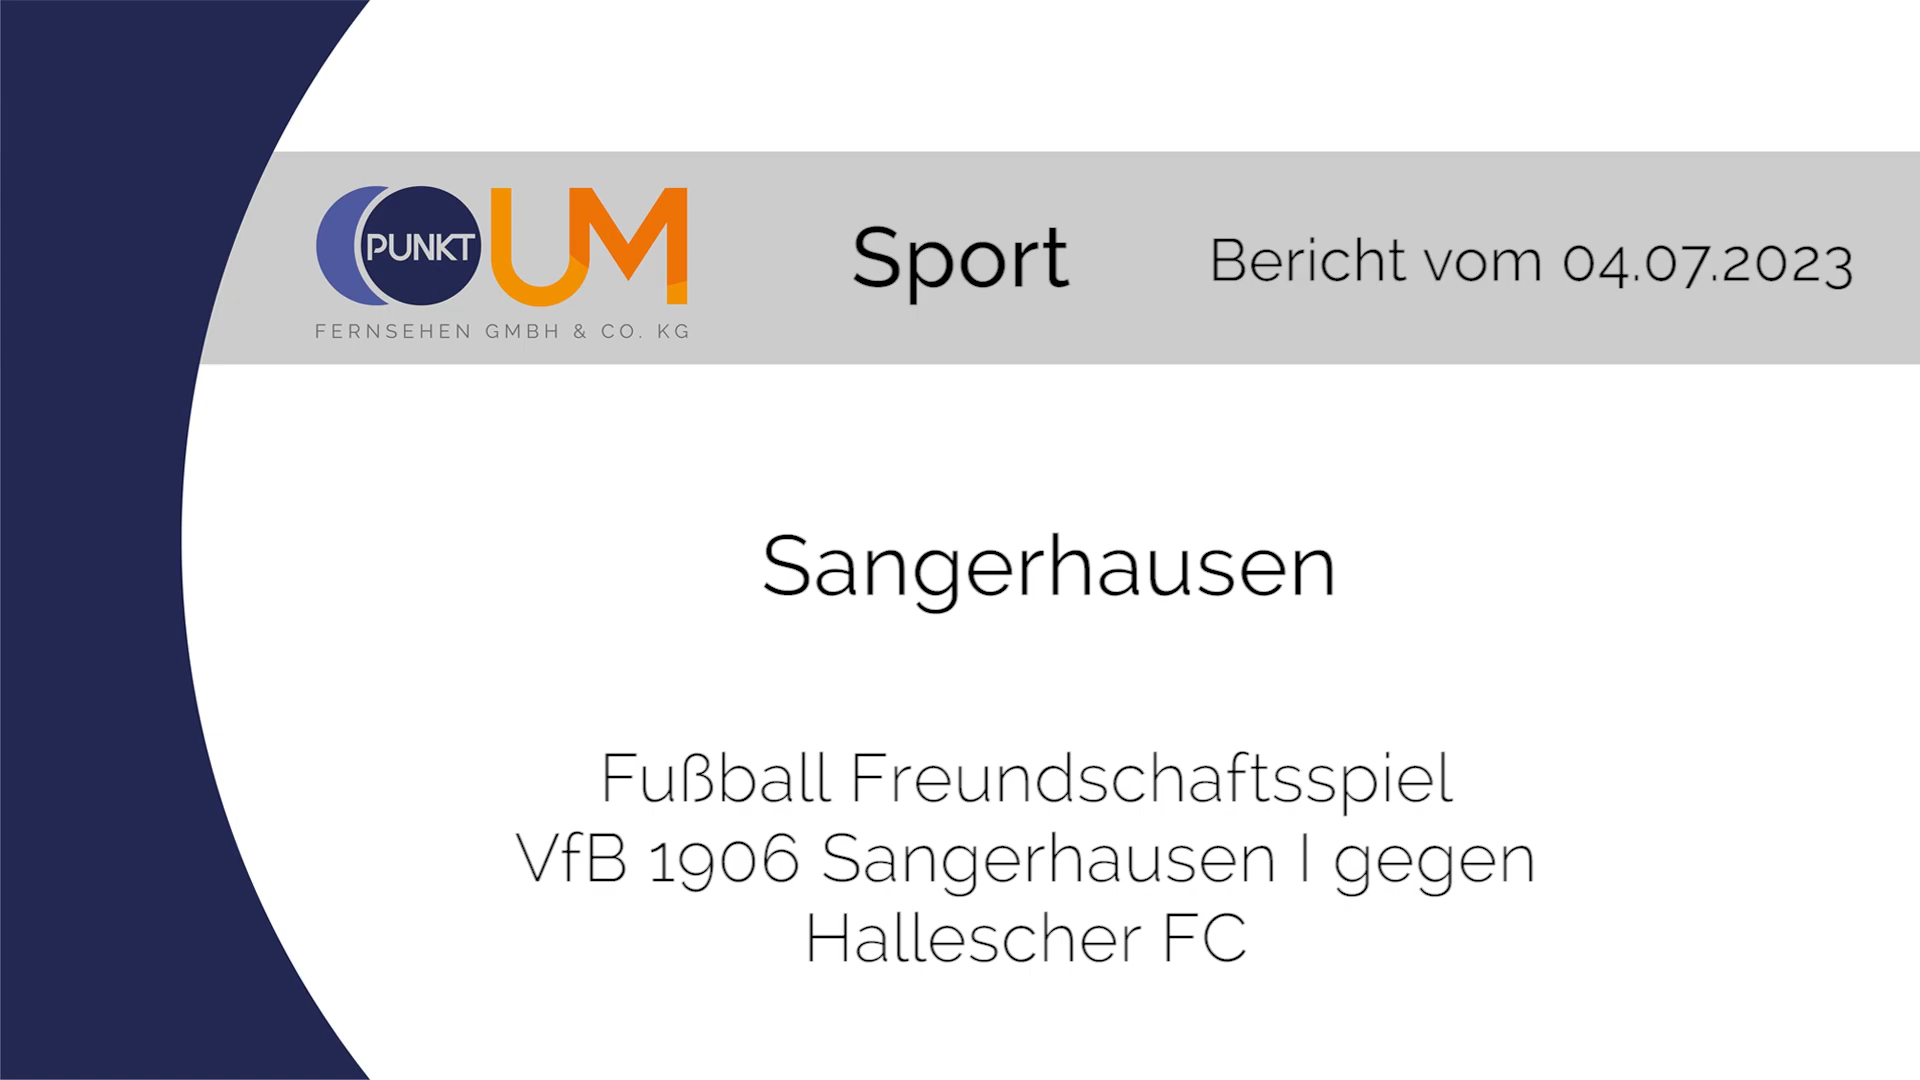 PUNKT UM
FERNSEHEN GMBH & CO. KG
Sport
Bericht vom 04.07.2023
Sangerhausen
Fußball Freundschaftsspiel
VfB 1906 Sangerhausen I gegen
Hallescher FC